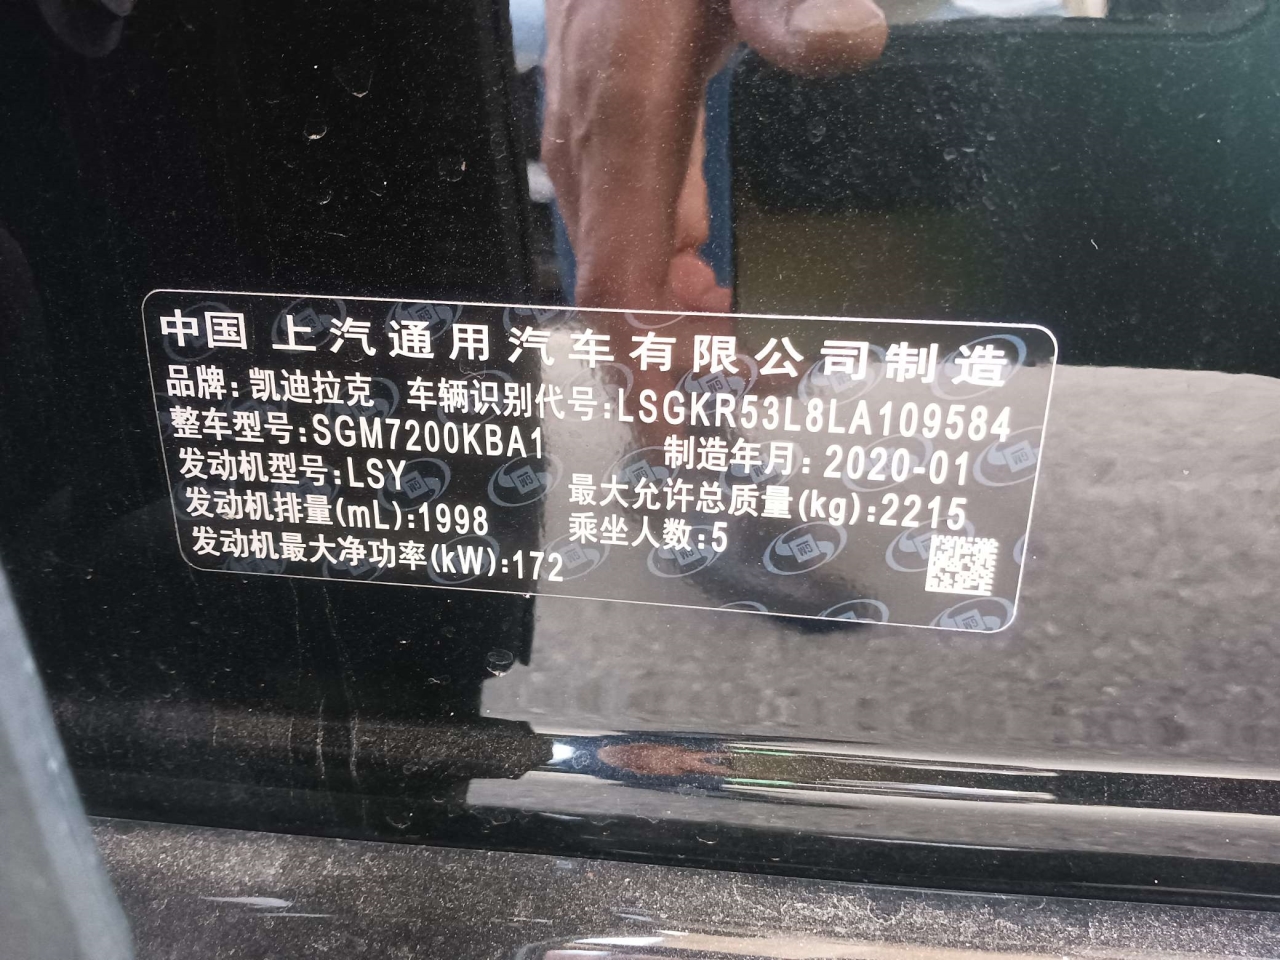 中国 上汽通用汽车有限公司制造
品牌:凯迪拉克 车辆识别代号:LSGKR53L8LA109584
整车型号:SGM7200KBA1 制造年月:2020-01
发动机型号:LSY 最大允许总质量(kg):2215
发动机排量(mL):1998 乘坐人数:5
发动机最大净功率(kW):172